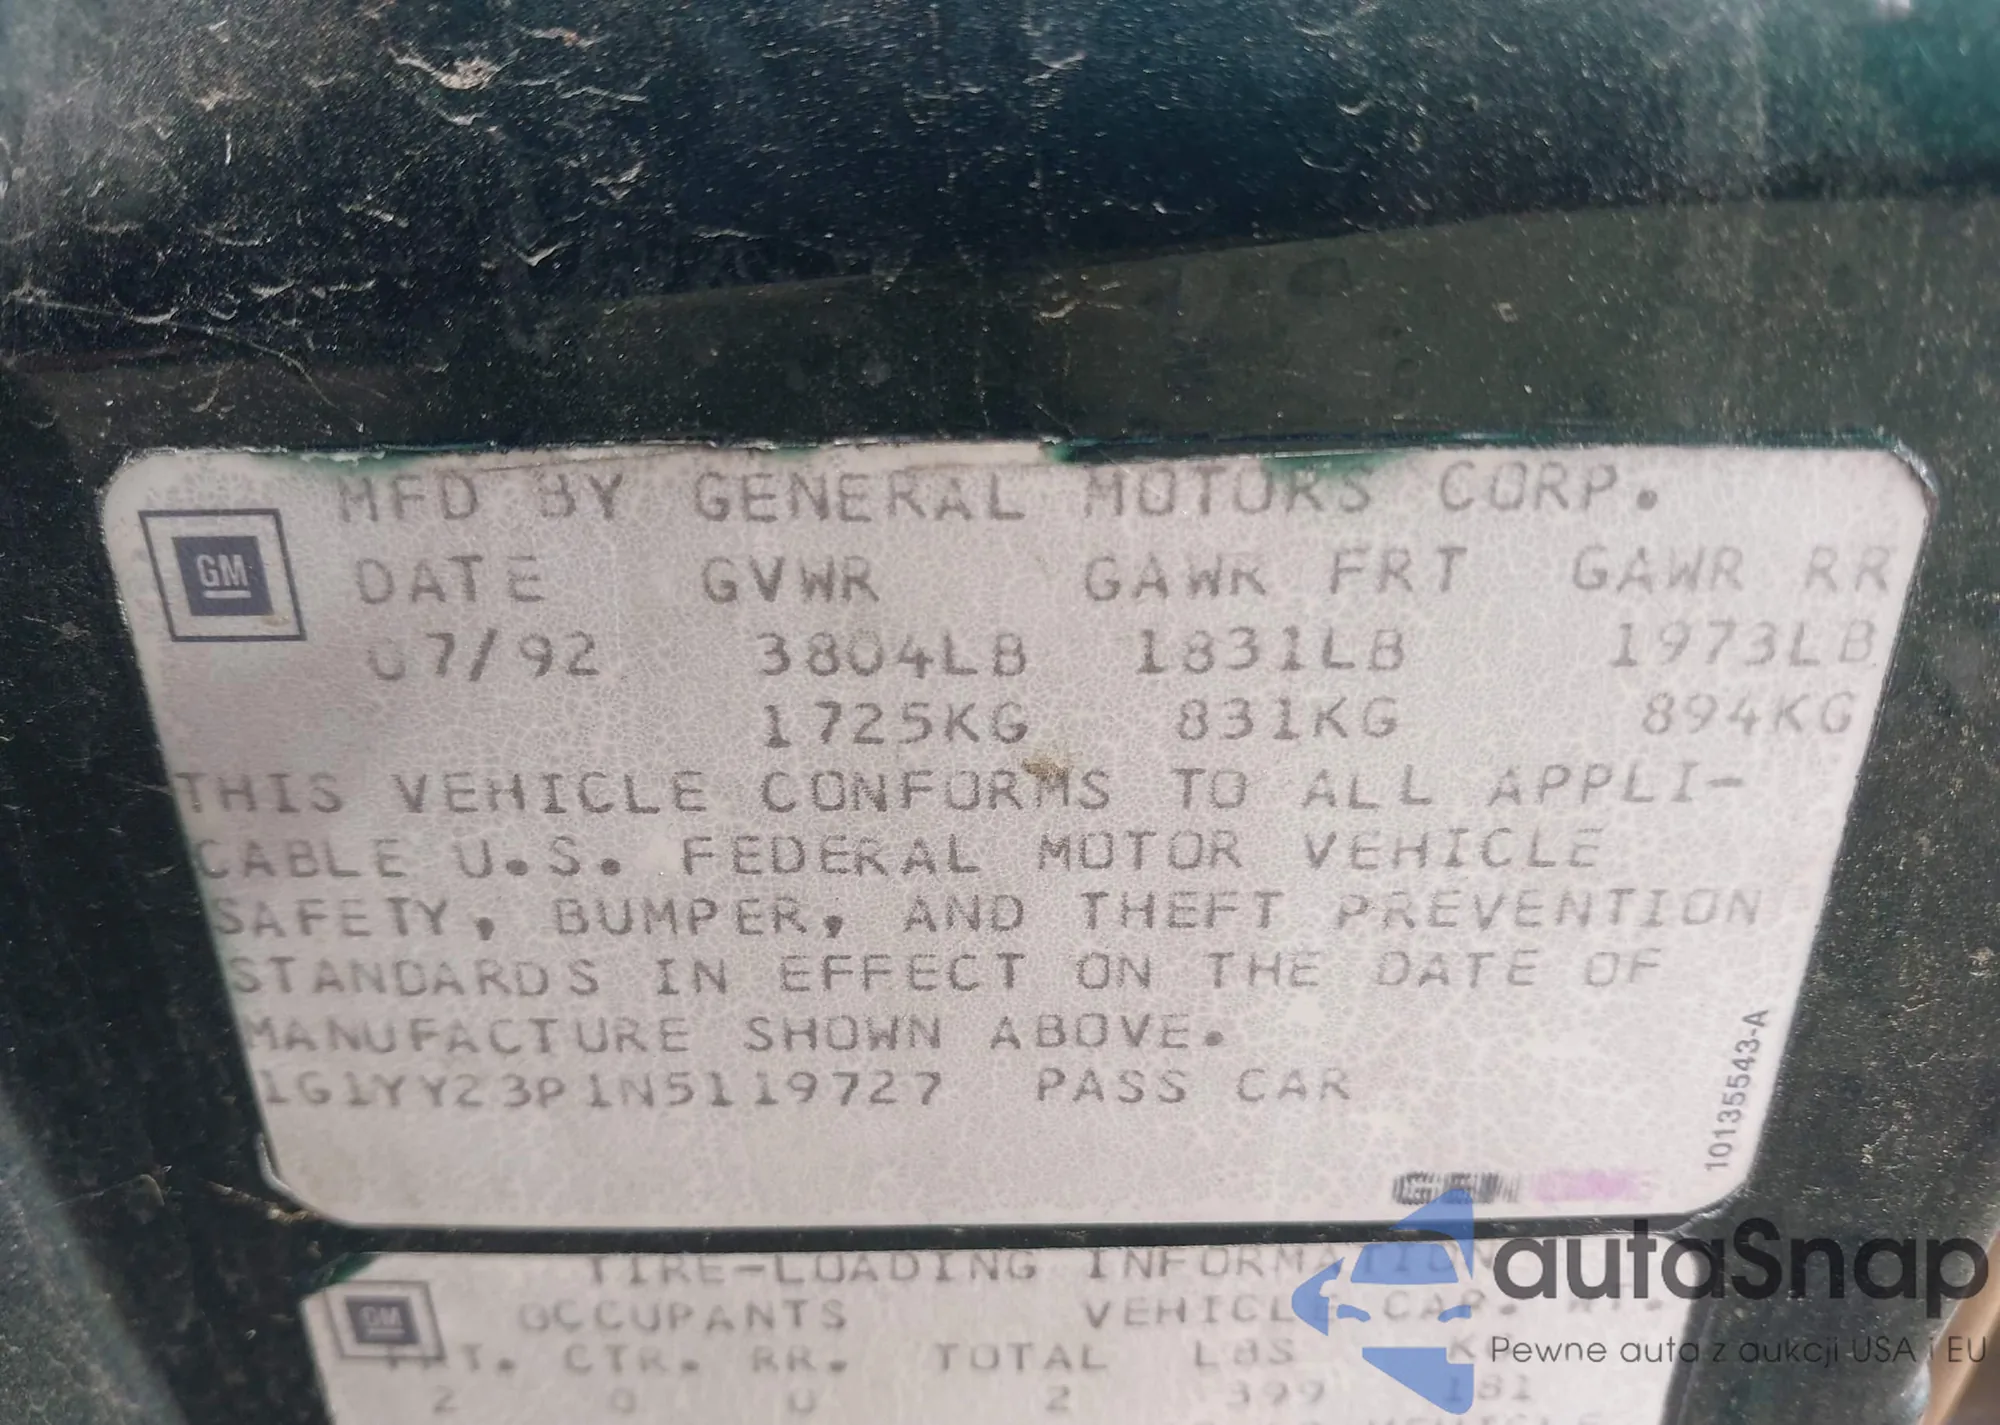 MFD BY GENERAL MOTORS CORP.
GM
DATE GVWR GAWR FRT GAWR RR
07/92 3804LB 1831LB 1973LB
1725KG 831KG 894KG
THIS VEHICLE CONFORMS TO ALL APPLI-
CABLE U.S. FEDERAL MOTOR VEHICLE
SAFETY, BUMPER, AND THEFT PREVENTION
STANDARDS IN EFFECT ON THE DATE OF
MANUFACTURE SHOWN ABOVE.
1G1YY23P1N5119727 PASS CAR
10135543-A
TIRE-LOADING INFORMATION
GM
OCCUPANTS VEHICLE CAP. WT.
CTR. RR. TOTAL LBS
2 0 0 2 399 181
autaSnap
Pewne auta z aukcji USA i EU